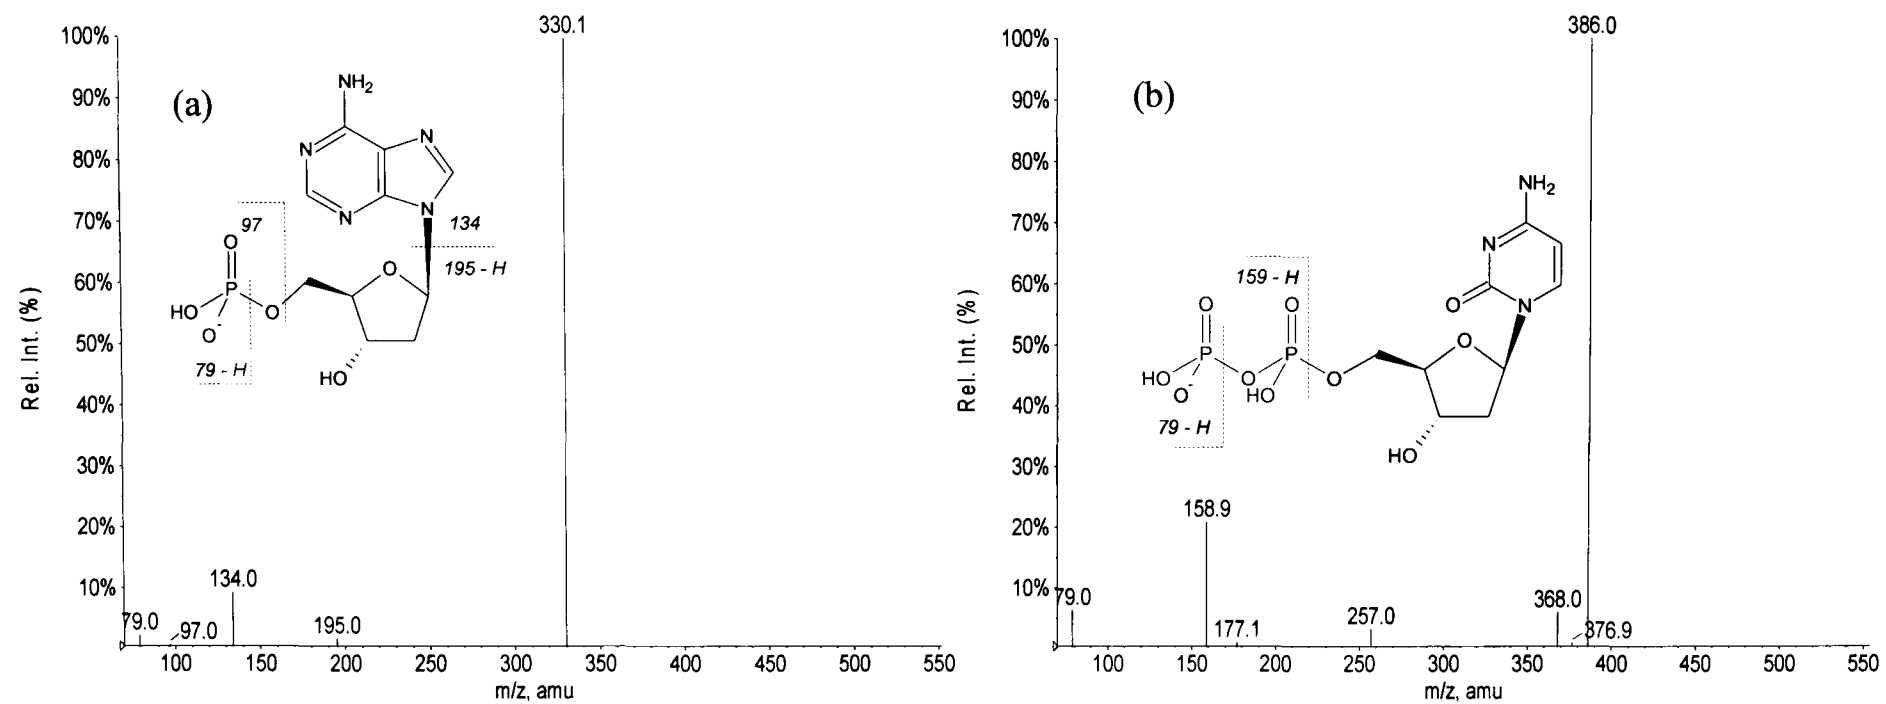 330.1
100%
90%
80%
70%
60%
50%
40%
30%
20%
10%
Rel. Int. (%)
(a)
NH2
N
N
N
N
97
134
195 - H
O
O
HO
P
O
O-
79 - H
HO
134.0
79.0
97.0
195.0
100
150
200
250
300
350
400
450
500
550
m/z, amu
386.0
100%
90%
80%
70%
60%
50%
40%
30%
20%
10%
Rel. Int. (%)
(b)
NH2
N
O
N
159 - H
O
O
O
HO
P
P
O
O
O-
HO
79 - H
HO
158.9
79.0
177.1
257.0
368.0
376.9
100
150
200
250
300
350
400
450
500
550
m/z, amu